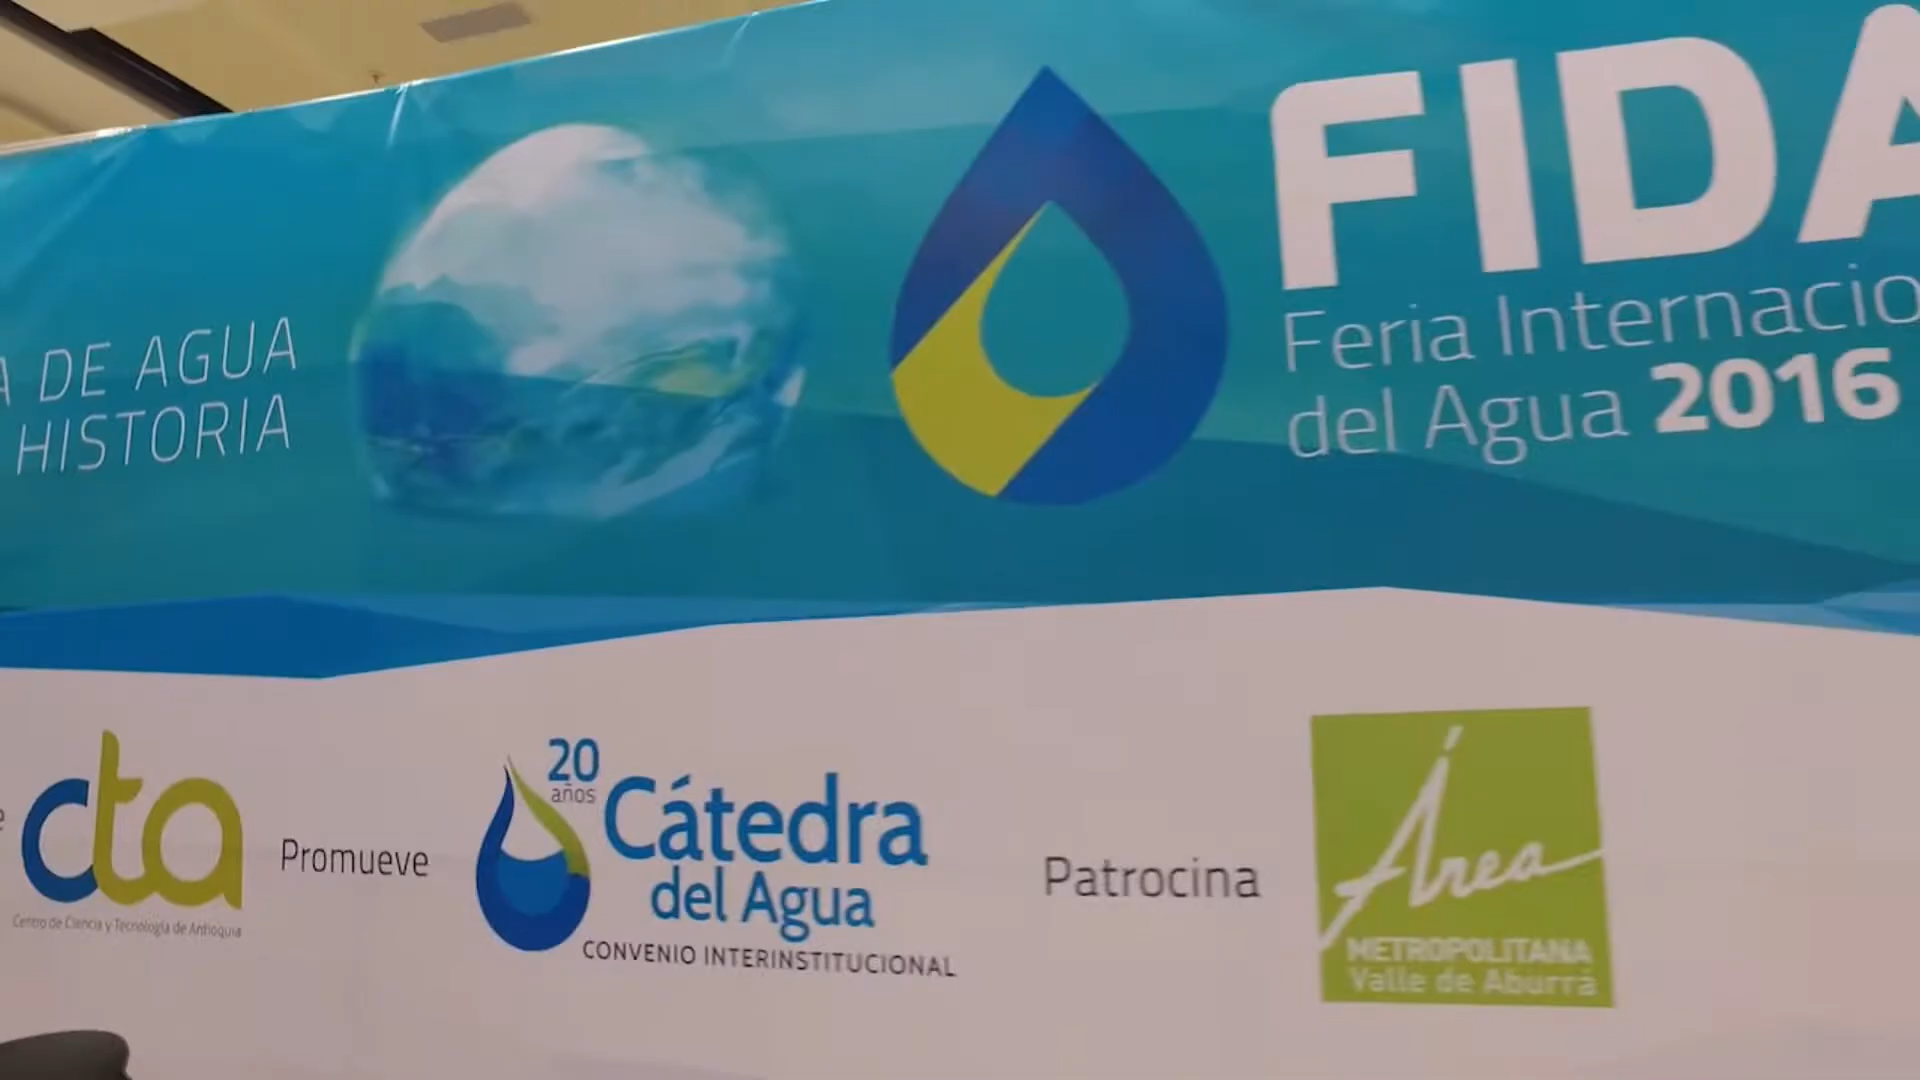 DE AGUA
HISTORIA
FIDA
Feria Internacio
del Agua 2016
cta
Centro de Ciencia y Tecnología de Antioquia
Promueve
20
años
Cátedra
del Agua
CONVENIO INTERINSTITUCIONAL
Patrocina
Área
METROPOLITANA
Valle de Aburrá